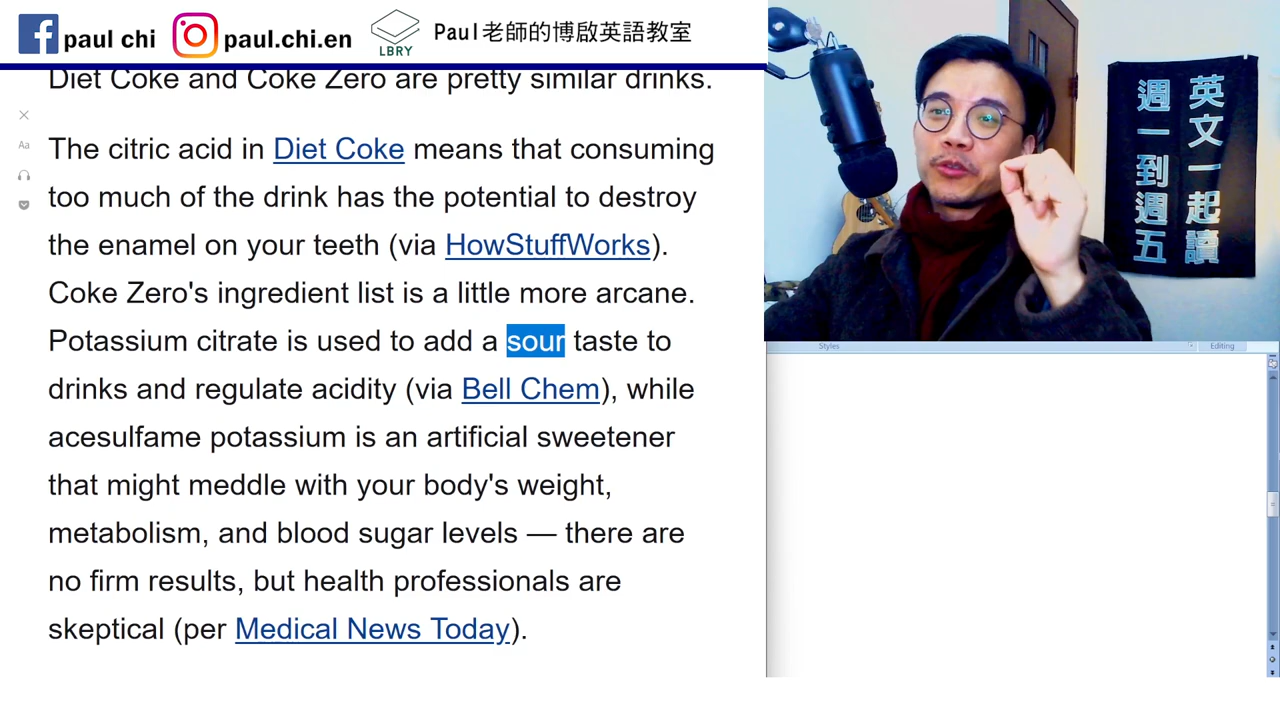 paul chi
paul.chi.en
LBRY
Paul老師的博啟英語教室
Diet Coke and Coke Zero are pretty similar drinks.
Aa
The citric acid in Diet Coke means that consuming
too much of the drink has the potential to destroy
the enamel on your teeth (via HowStuffWorks).
Coke Zero's ingredient list is a little more arcane.
Potassium citrate is used to add a sour taste to
drinks and regulate acidity (via Bell Chem), while
acesulfame potassium is an artificial sweetener
that might meddle with your body's weight,
metabolism, and blood sugar levels — there are
no firm results, but health professionals are
skeptical (per Medical News Today).
英文一起讀
週一到週五
Styles
Editing